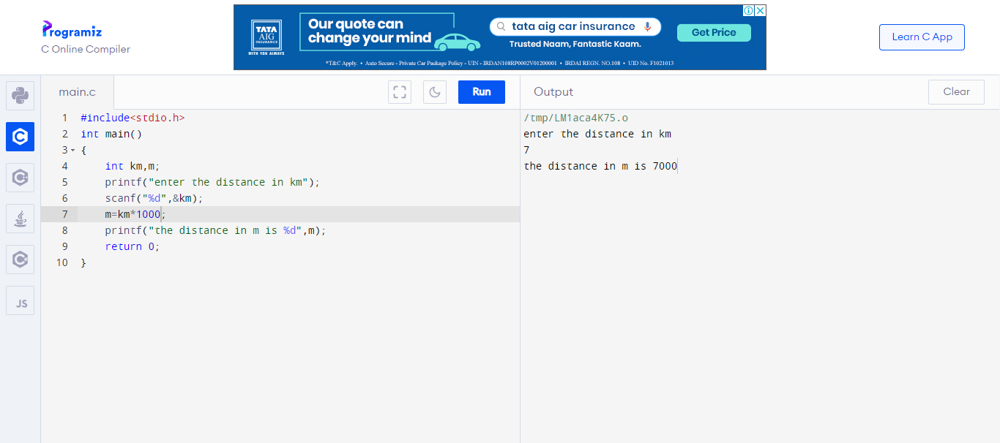 Programiz
C Online Compiler
TATA
AIG
INSURANCE
WITH YOU ALWAYS
Our quote can
change your mind
tata aig car insurance
Trusted Naam, Fantastic Kaam.
Get Price
*T&C Apply. • Auto Secure - Private Car Package Policy - UIN - IRDAN108RP0002V01200001 • IRDAI REGN. NO.108 • UID No. F1021013
Learn C App
main.c
Run
Output
Clear
1 #include<stdio.h>
2 int main()
3 {
4 int km,m;
5 printf("enter the distance in km");
6 scanf("%d",&km);
7 m=km*1000;
8 printf("the distance in m is %d",m);
9 return 0;
10 }
/tmp/LM1aca4K75.o
enter the distance in km
7
the distance in m is 7000
C
C
C
JS